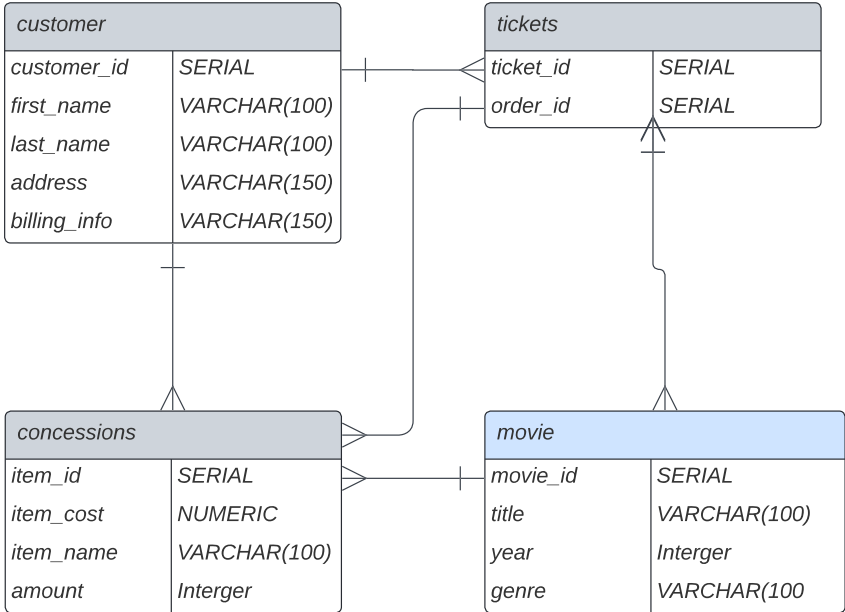 customer
customer_id SERIAL
first_name VARCHAR(100)
last_name VARCHAR(100)
address VARCHAR(150)
billing_info VARCHAR(150)
tickets
ticket_id SERIAL
order_id SERIAL
concessions
item_id SERIAL
item_cost NUMERIC
item_name VARCHAR(100)
amount Interger
movie
movie_id SERIAL
title VARCHAR(100)
year Interger
genre VARCHAR(100